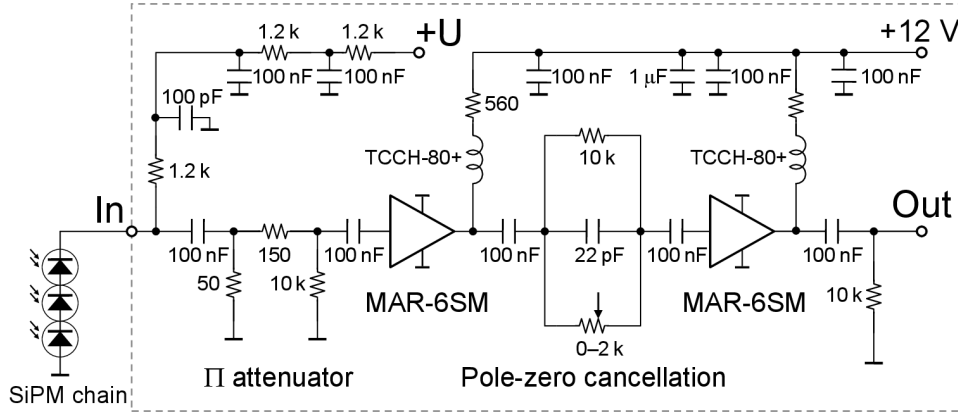 1.2 k
1.2 k
+U
+12 V
100 nF
100 nF
100 nF
1 μF
100 nF
100 nF
100 pF
560
TCCH-80+
TCCH-80+
10 k
1.2 k
In
Out
100 nF
150
100 nF
100 nF
22 pF
100 nF
100 nF
50
10 k
MAR-6SM
MAR-6SM
10 k
0–2 k
SiPM chain
Π attenuator
Pole-zero cancellation